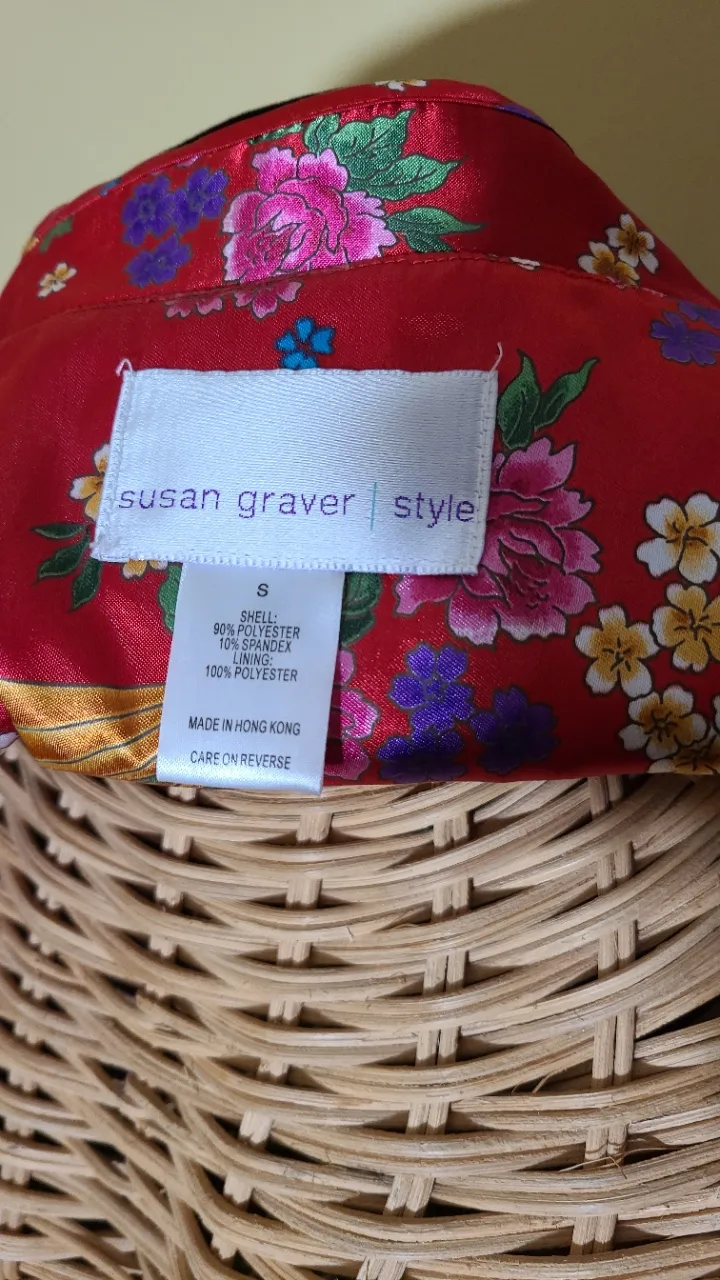 susan graver | style
S
SHELL:
90% POLYESTER
10% SPANDEX
LINING:
100% POLYESTER
MADE IN HONG KONG
CARE ON REVERSE